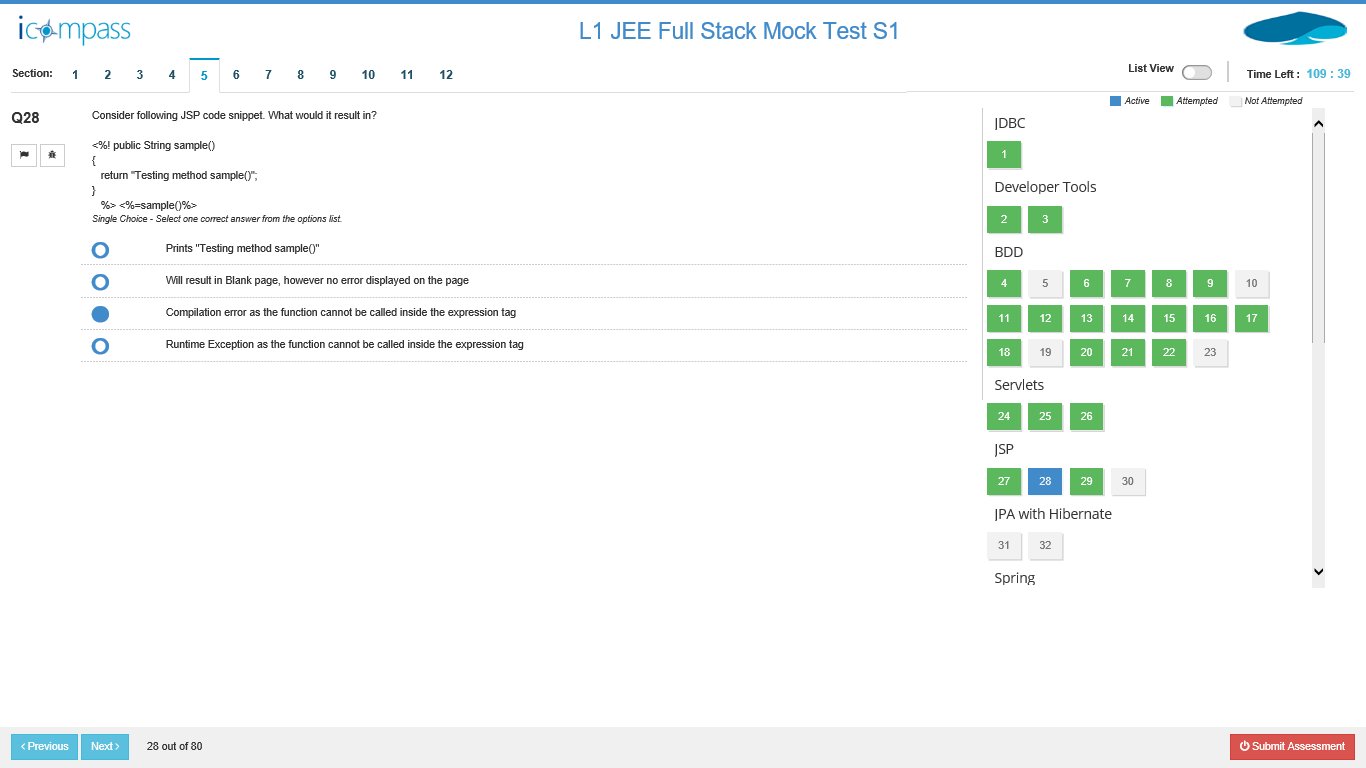 icompass
L1 JEE Full Stack Mock Test S1
Section: 1 2 3 4 5 6 7 8 9 10 11 12
List View
Time Left : 109 : 39
Active Attempted Not Attempted
Q28
Consider following JSP code snippet. What would it result in?
<%! public String sample()
{
return "Testing method sample()";
}
%> <%=sample()%>
Single Choice - Select one correct answer from the options list.
Prints "Testing method sample()"
Will result in Blank page, however no error displayed on the page
Compilation error as the function cannot be called inside the expression tag
Runtime Exception as the function cannot be called inside the expression tag
JDBC
1
Developer Tools
2 3
BDD
4 5 6 7 8 9 10
11 12 13 14 15 16 17
18 19 20 21 22 23
Servlets
24 25 26
JSP
27 28 29 30
JPA with Hibernate
31 32
Spring
Previous Next 28 out of 80
Submit Assessment